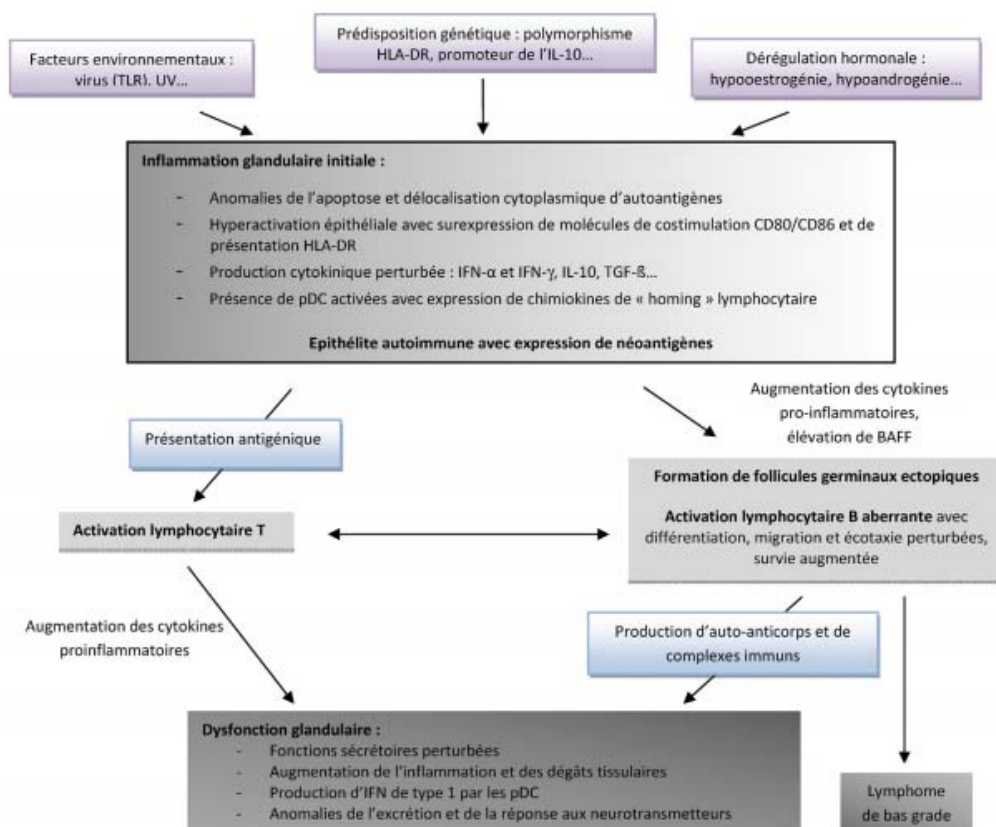 Facteurs environnementaux :
virus (TLR). UV...
Prédisposition génétique : polymorphisme
HLA-DR, promoteur de l'IL-10...
Dérégulation hormonale :
hypooestrogénie, hypoandrogénie...
Inflammation glandulaire initiale :
- Anomalies de l'apoptose et délocalisation cytoplasmique d'autoantigènes
- Hyperactivation épithéliale avec surexpression de molécules de costimulation CD80/CD86 et de
présentation HLA-DR
- Production cytokinique perturbée : IFN-α et IFN-γ, IL-10, TGF-ß...
- Présence de pDC activées avec expression de chimiokines de « homing » lymphocytaire
Epithélite autoimmune avec expression de néoantigènes
Présentation antigénique
Augmentation des cytokines
pro-inflammatoires,
élévation de BAFF
Activation lymphocytaire T
Formation de follicules germinaux ectopiques
Activation lymphocytaire B aberrante avec
différentiation, migration et écotaxie perturbées,
survie augmentée
Augmentation des cytokines
proinflammatoires
Production d'auto-anticorps et de
complexes immuns
Dysfonction glandulaire :
- Fonctions sécrétoires perturbées
- Augmentation de l'inflammation et des dégâts tissulaires
- Production d'IFN de type 1 par les pDC
- Anomalies de l'excrétion et de la réponse aux neurotransmetteurs
Lymphome
de bas grade